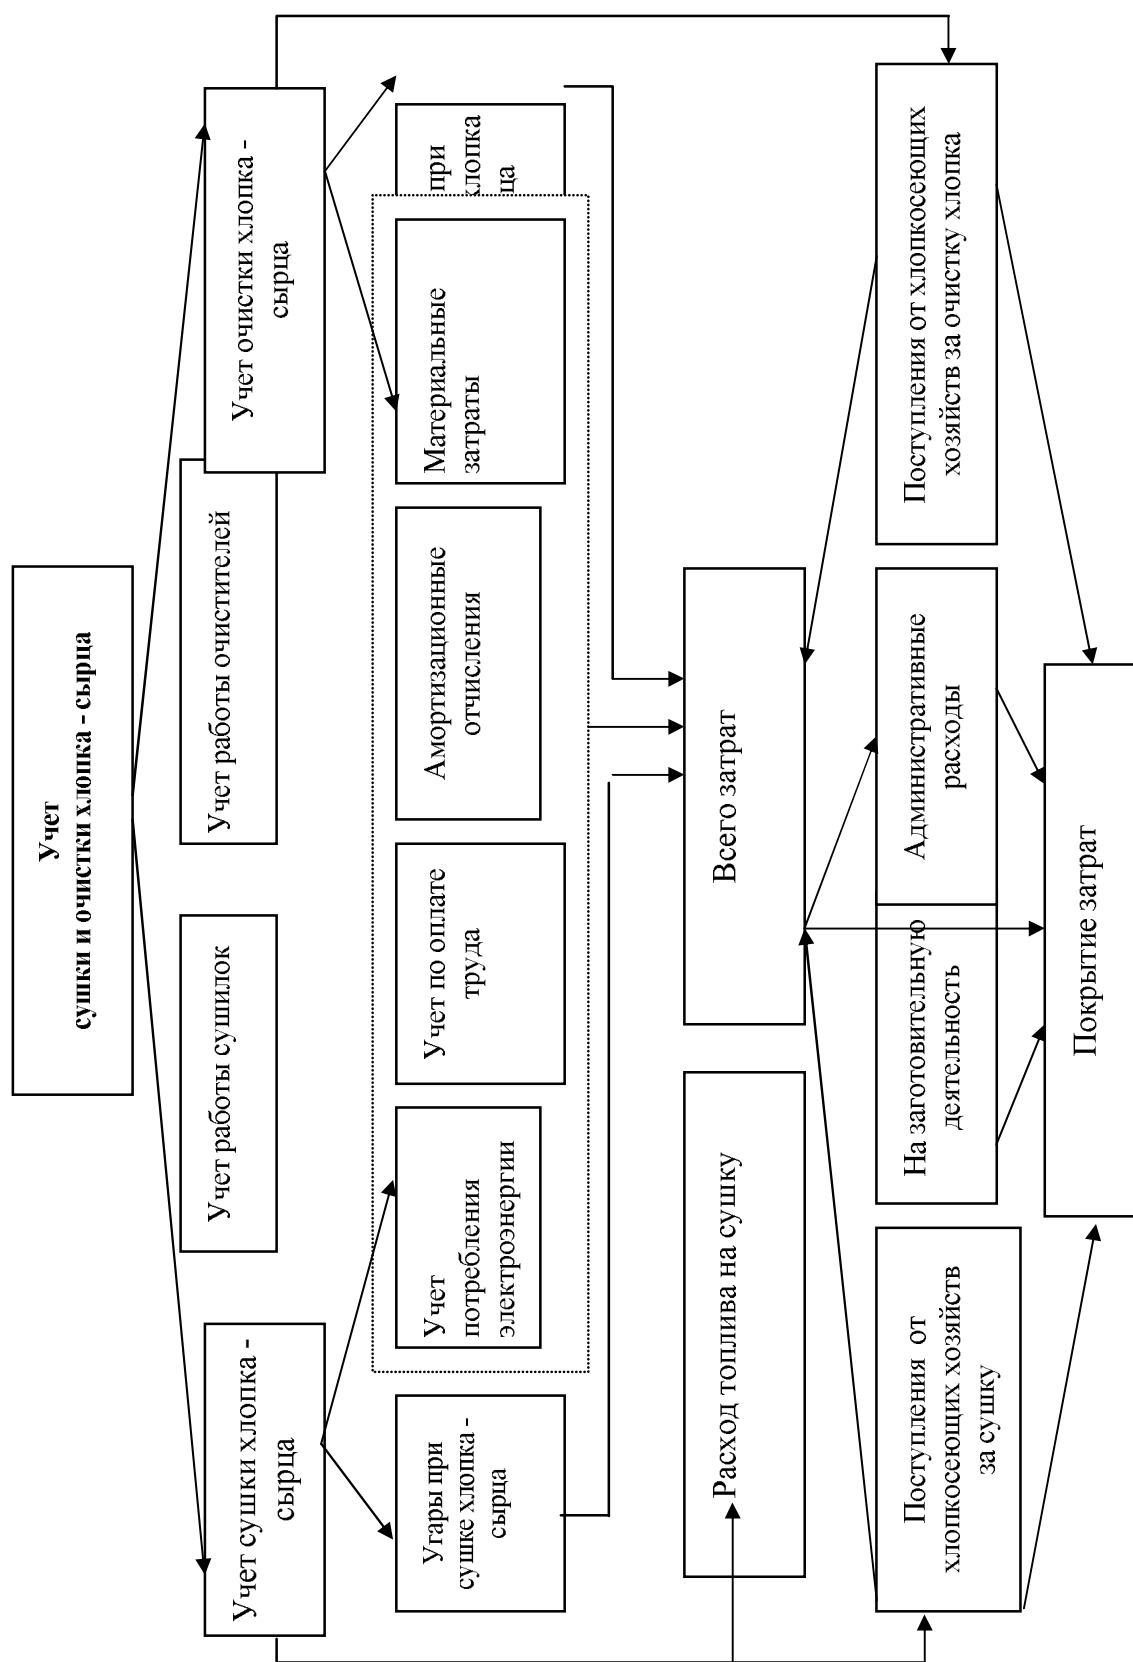 Учет
сушки и очистки хлопка - сырца
Учет сушки хлопка -
сырца
Учет работы сушилок
Учет работы очистителей
Учет очистки хлопка -
сырца
Угары при
сушке хлопка -
сырца
Учет
потребления
электроэнергии
Учет по оплате
труда
Амортизационные
отчисления
Материальные
затраты
при
хлопка
ца
Расход топлива на сушку
Всего затрат
Поступления от
хлопкосеющих хозяйств
за сушку
На заготовительную
деятельность
Административные
расходы
Поступления от хлопкосеющих
хозяйств за очистку хлопка
Покрытие затрат